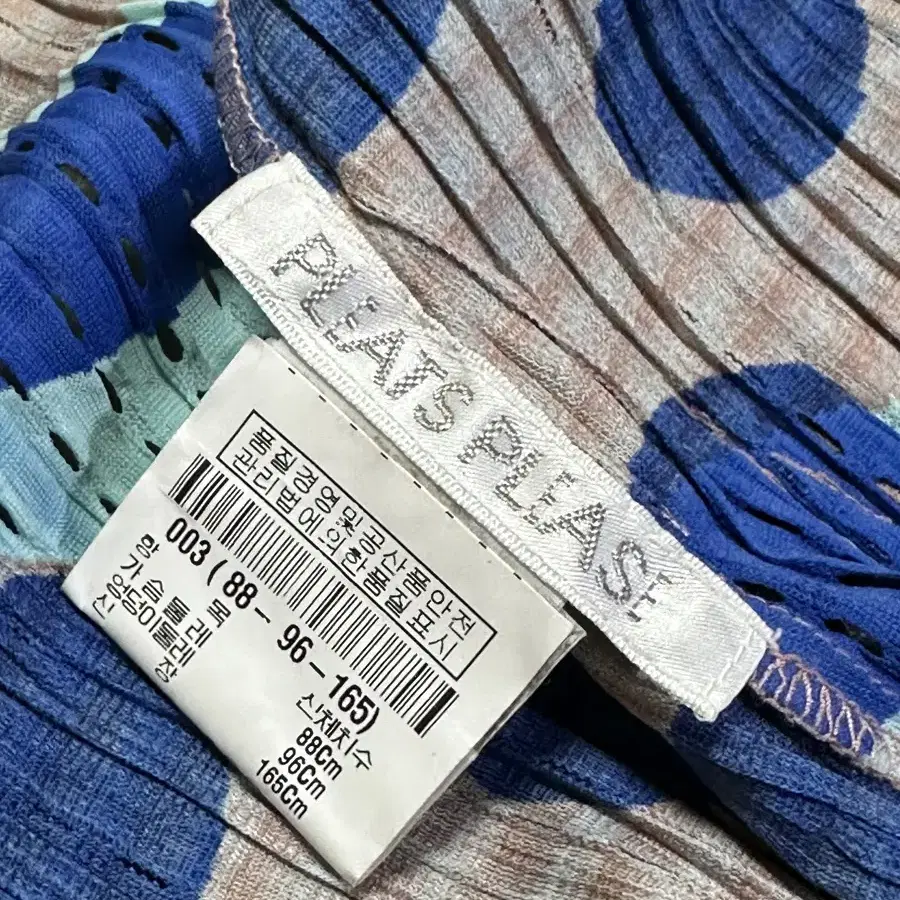 PLEATS PLEASE
품질경영 및 공산품안전
관리법에 의한 품질표시
003 (88-96-165)
항 목 신체치수
가슴둘레 88Cm
엉덩이둘레 96Cm
신 장 165Cm